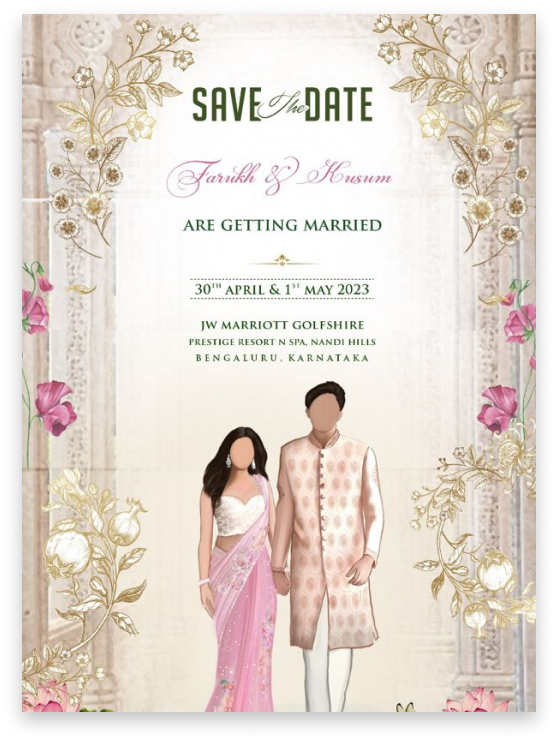 SAVE The DATE
Farukh & Kusum
ARE GETTING MARRIED
30TH APRIL & 1ST MAY 2023
JW MARRIOTT GOLFSHIRE
PRESTIGE RESORT N SPA, NANDI HILLS
BENGALURU, KARNATAKA